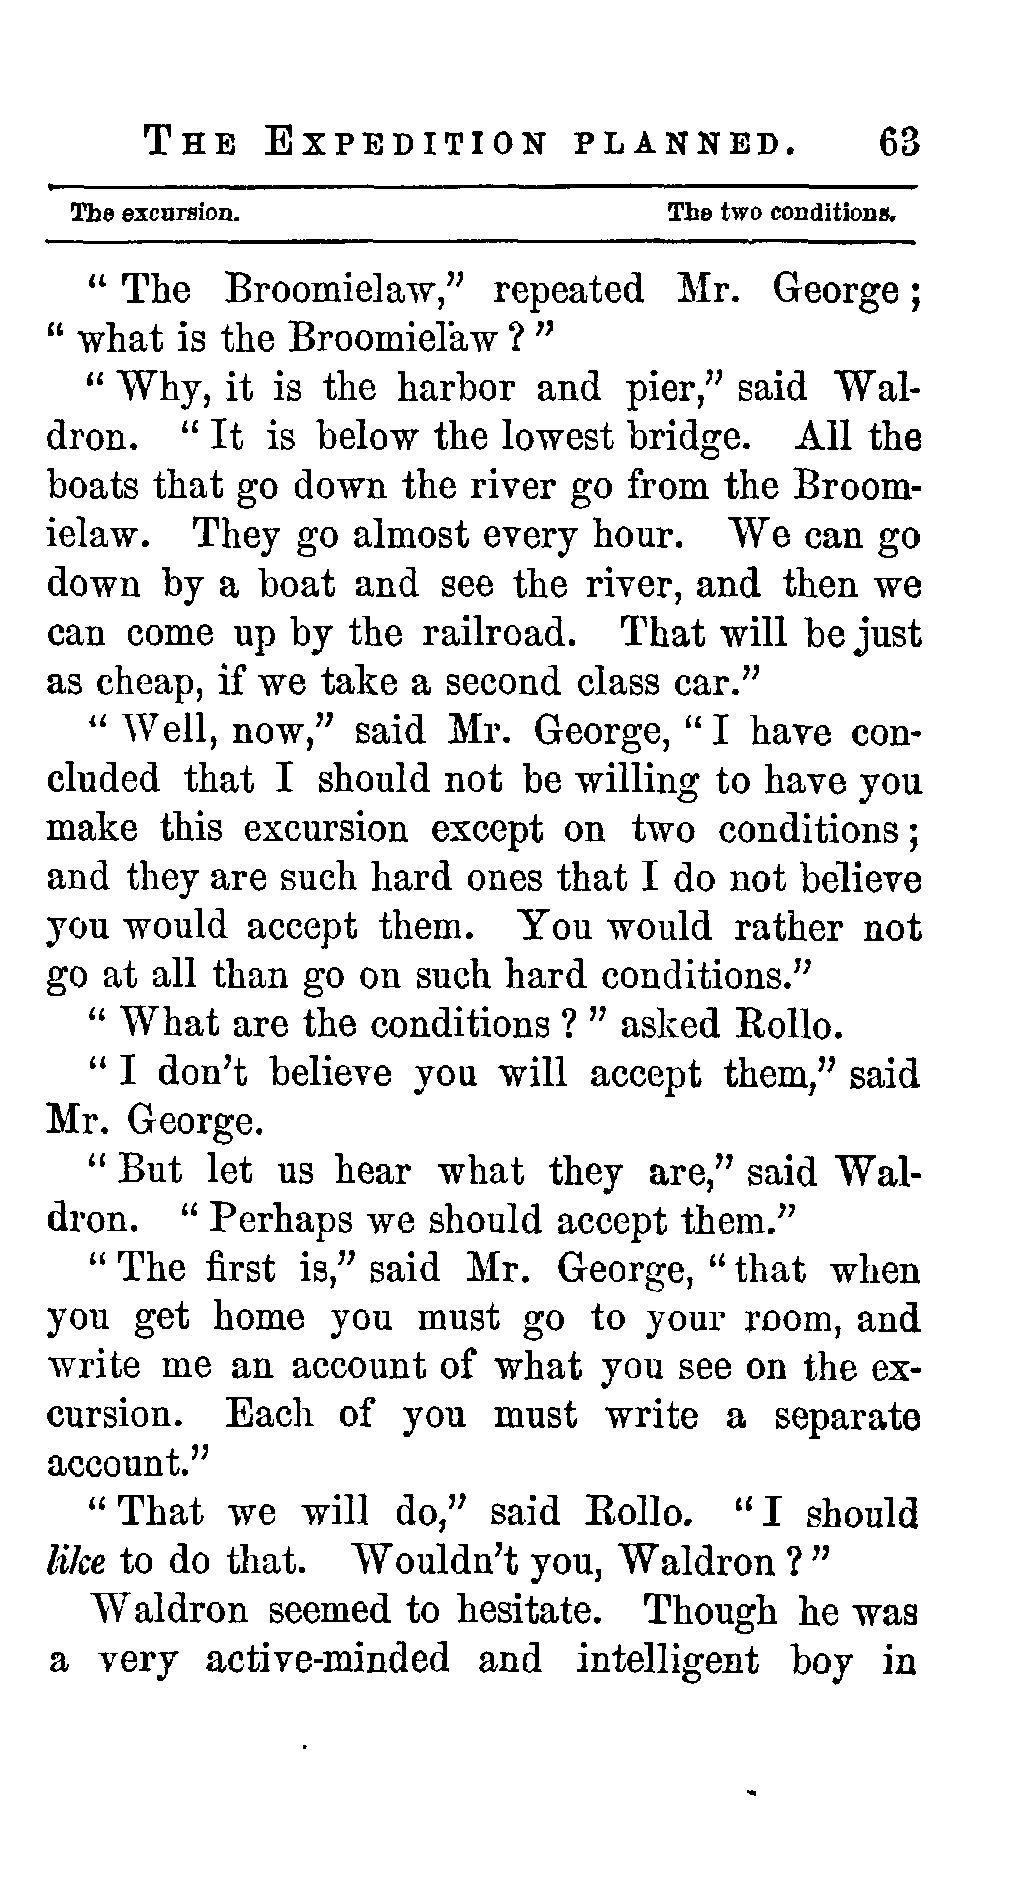 THE EXPEDITION PLANNED. 63
The excursion. The two conditions.
“ The Broomielaw,” repeated Mr. George ;
“ what is the Broomielaw ? ”
“ Why, it is the harbor and pier,” said Wal-
dron. “ It is below the lowest bridge. All the
boats that go down the river go from the Broom-
ielaw. They go almost every hour. We can go
down by a boat and see the river, and then we
can come up by the railroad. That will be just
as cheap, if we take a second class car.”
“ Well, now,” said Mr. George, “ I have con-
cluded that I should not be willing to have you
make this excursion except on two conditions ;
and they are such hard ones that I do not believe
you would accept them. You would rather not
go at all than go on such hard conditions.”
“ What are the conditions ? ” asked Rollo.
“ I don’t believe you will accept them,” said
Mr. George.
“ But let us hear what they are,” said Wal-
dron. “ Perhaps we should accept them.”
“ The first is,” said Mr. George, “ that when
you get home you must go to your room, and
write me an account of what you see on the ex-
cursion. Each of you must write a separate
account.”
“ That we will do,” said Rollo. “ I should
like to do that. Wouldn’t you, Waldron ? ”
Waldron seemed to hesitate. Though he was
a very active-minded and intelligent boy in